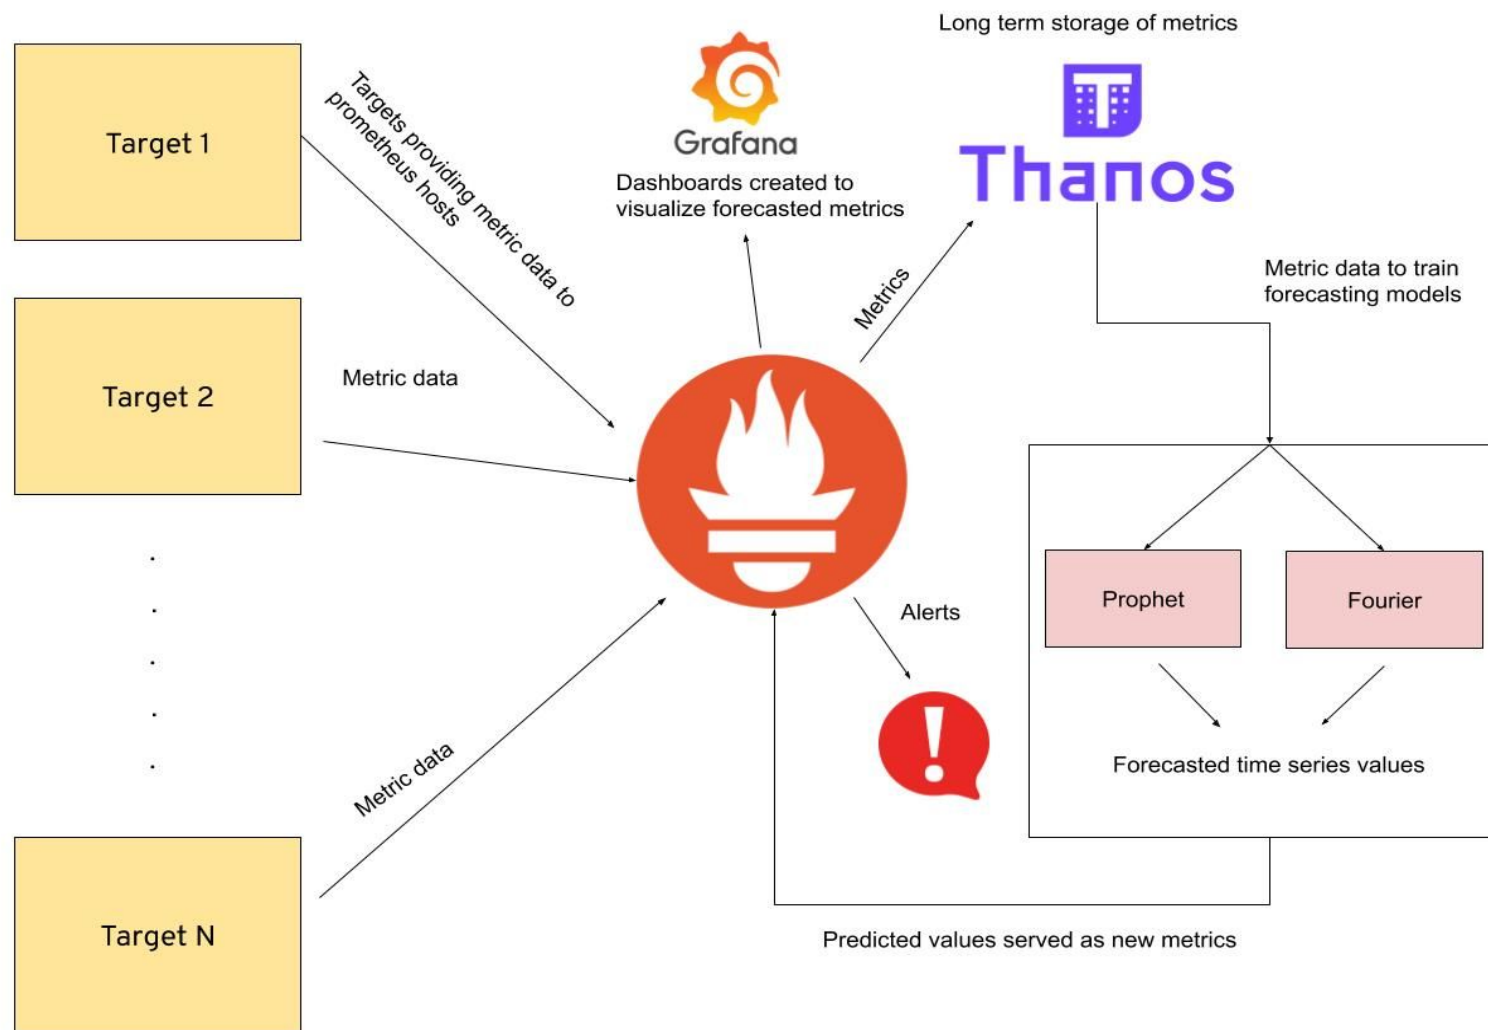 Long term storage of metrics
Target 1
Targets providing metric data to
prometheus hosts
Grafana
Dashboards created to
visualize forecasted metrics
T
Thanos
Metrics
Metric data to train
forecasting models
Target 2
Metric data
Prophet
Fourier
Alerts
!
Forecasted time series values
Metric data
Target N
Predicted values served as new metrics